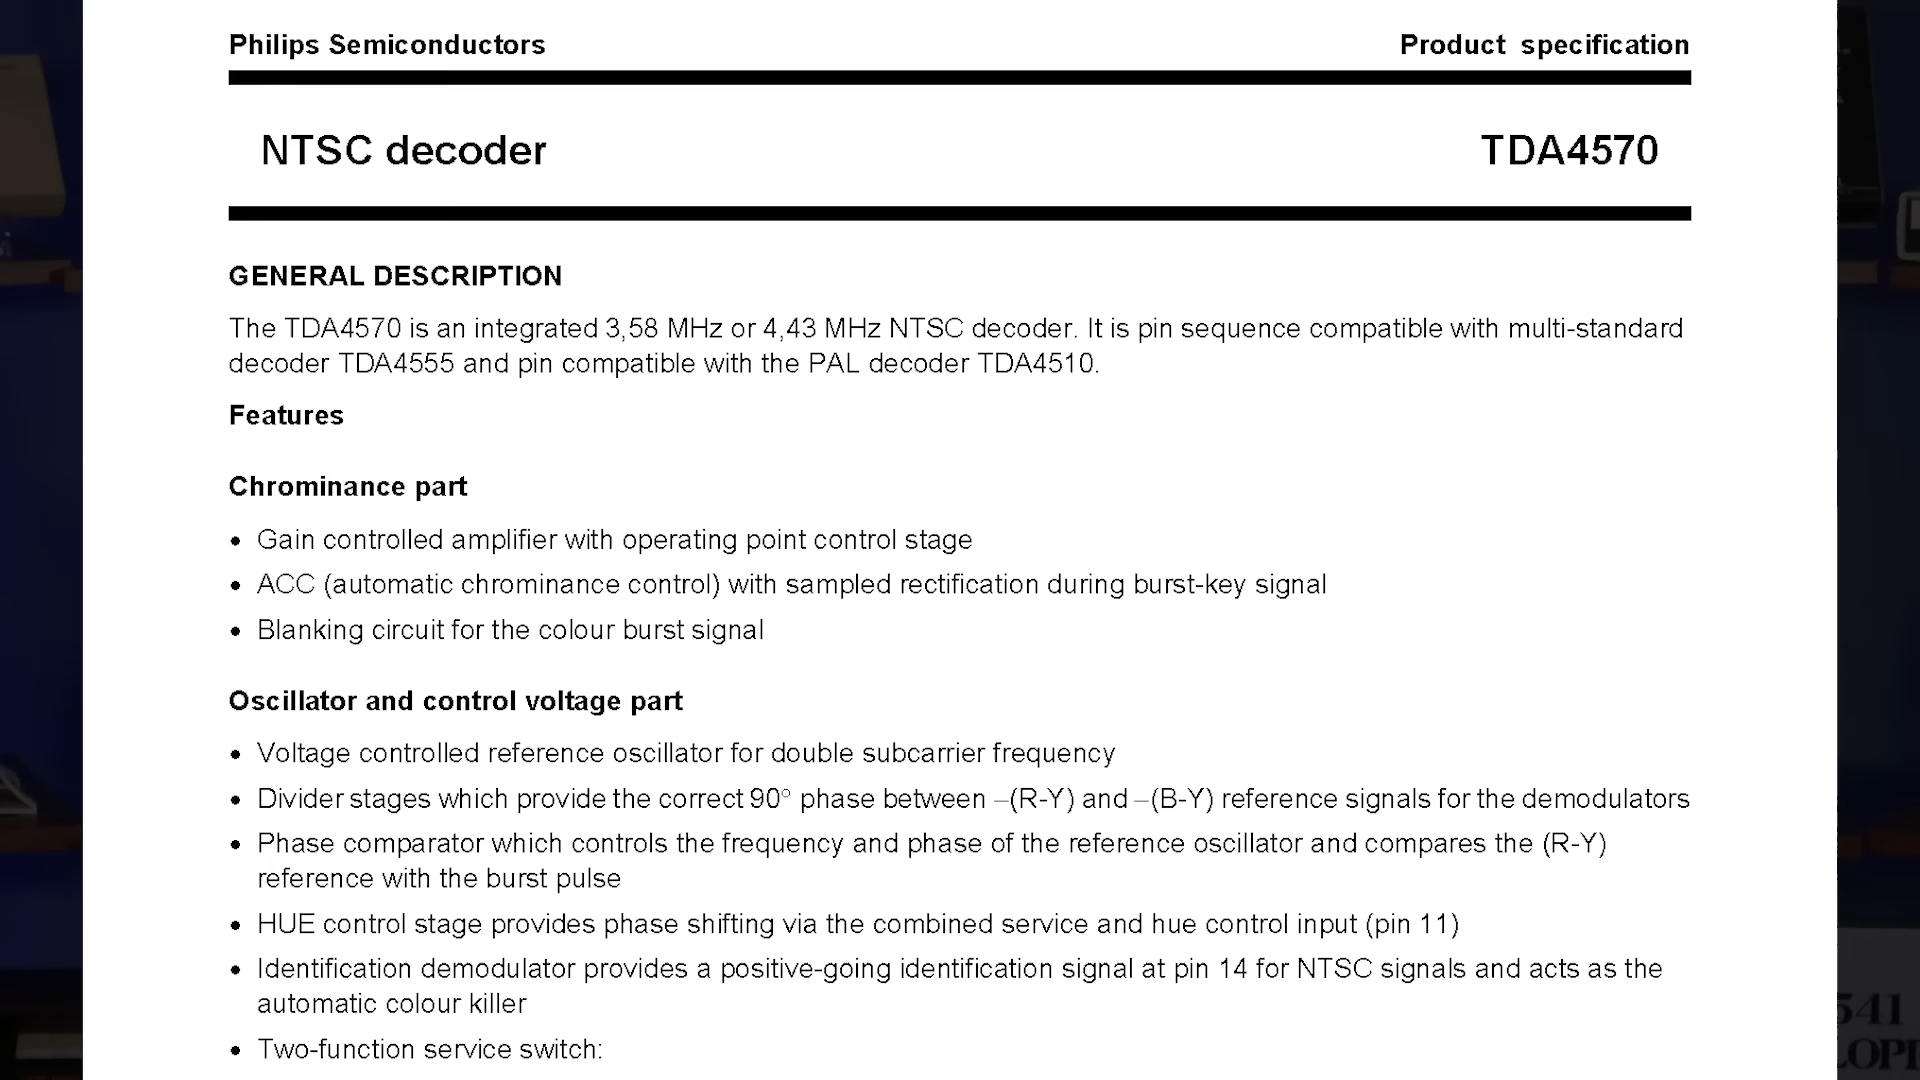 Philips Semiconductors
Product specification
NTSC decoder
TDA4570
GENERAL DESCRIPTION
The TDA4570 is an integrated 3,58 MHz or 4,43 MHz NTSC decoder. It is pin sequence compatible with multi-standard
decoder TDA4555 and pin compatible with the PAL decoder TDA4510.
Features
Chrominance part
• Gain controlled amplifier with operating point control stage
• ACC (automatic chrominance control) with sampled rectification during burst-key signal
• Blanking circuit for the colour burst signal
Oscillator and control voltage part
• Voltage controlled reference oscillator for double subcarrier frequency
• Divider stages which provide the correct 90° phase between –(R-Y) and –(B-Y) reference signals for the demodulators
• Phase comparator which controls the frequency and phase of the reference oscillator and compares the (R-Y)
reference with the burst pulse
• HUE control stage provides phase shifting via the combined service and hue control input (pin 11)
• Identification demodulator provides a positive-going identification signal at pin 14 for NTSC signals and acts as the
automatic colour killer
• Two-function service switch: